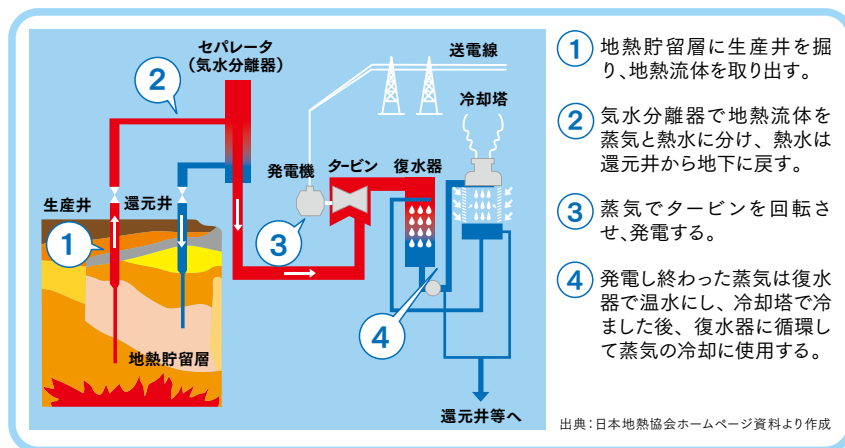 セパレータ
(気水分離器)
送電線
冷却塔
発電機
タービン
復水器
生産井
還元井
地熱貯留層
還元井等へ
1
2
3
4
① 地熱貯留層に生産井を掘
り、地熱流体を取り出す。
② 気水分離器で地熱流体を
蒸気と熱水に分け、熱水は
還元井から地下に戻す。
③ 蒸気でタービンを回転さ
せ、発電する。
④ 発電し終わった蒸気は復水
器で温水にし、冷却塔で冷
ました後、復水器に循環し
て蒸気の冷却に使用する。
出典:日本地熱協会ホームページ資料より作成